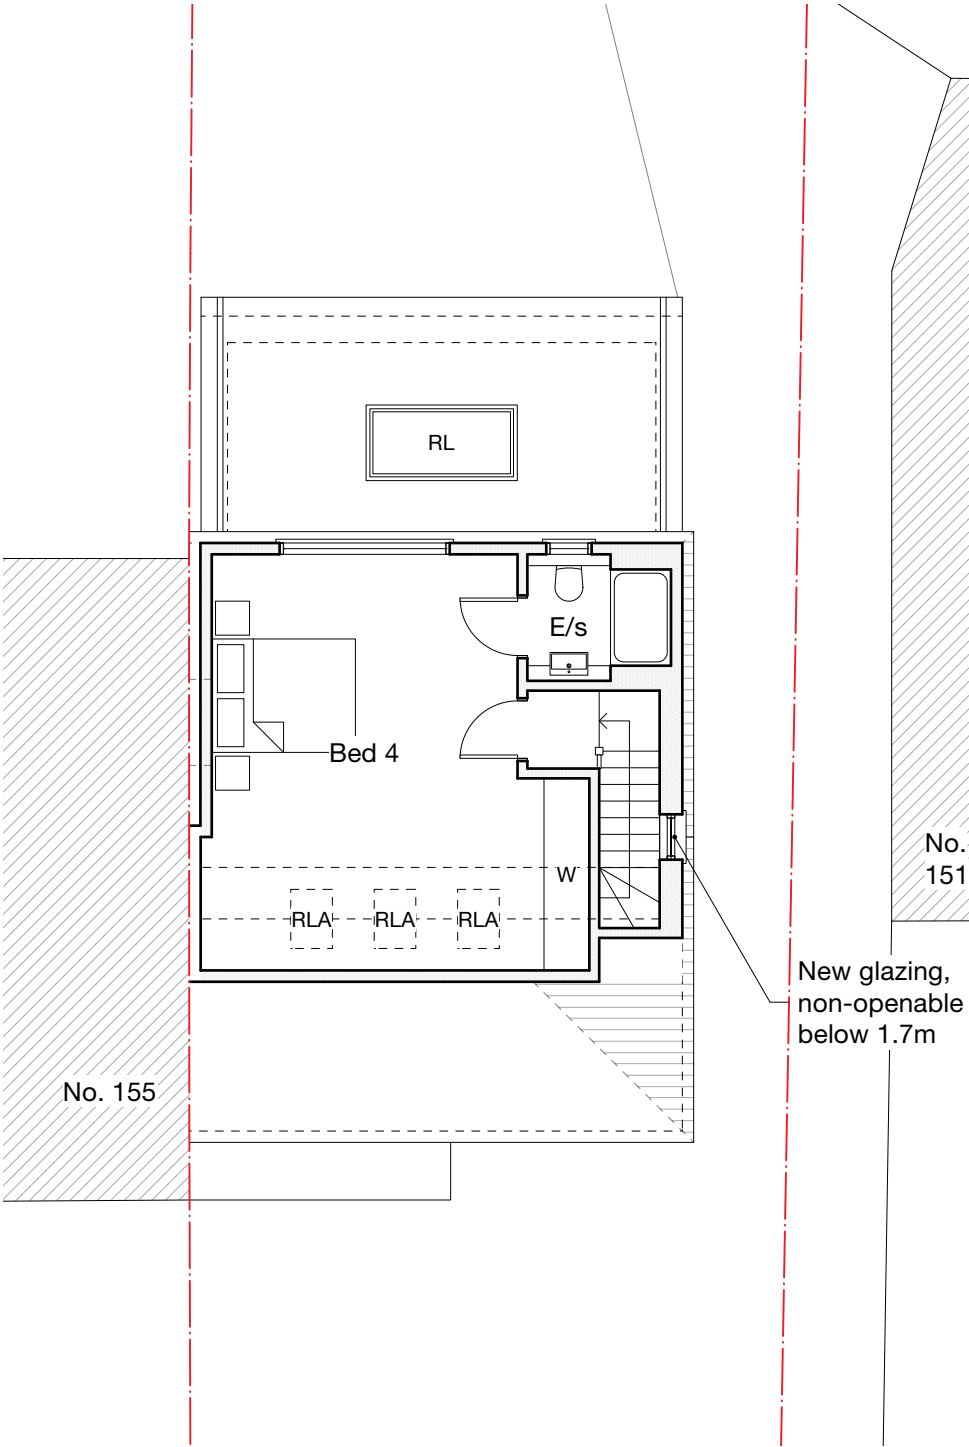 RL
E/s
Bed 4
W
RLA RLA RLA
No.
151
New glazing,
non-openable
below 1.7m
No. 155